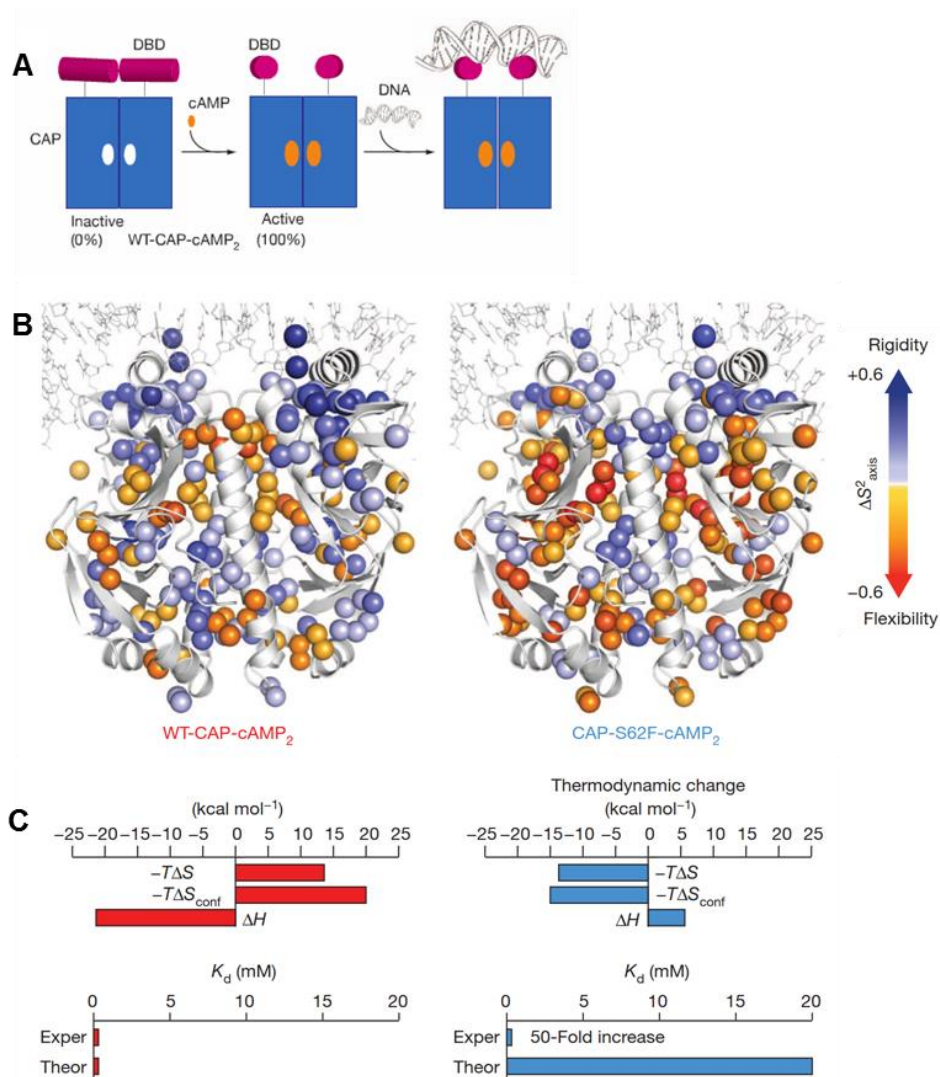 A
DBD
DBD
cAMP
DNA
CAP
Inactive
(0%)
WT-CAP-cAMP₂
Active
(100%)
B
Rigidity
+0.6
ΔS²axis
−0.6
Flexibility
WT-CAP-cAMP₂
CAP-S62F-cAMP₂
C
(kcal mol⁻¹)
−25 −20 −15 −10 −5 0 5 10 15 20 25
−TΔS
−TΔSconf
ΔH
Kd (mM)
0 5 10 15 20
Exper
Theor
Thermodynamic change
(kcal mol⁻¹)
−25 −20 −15 −10 −5 0 5 10 15 20 25
−TΔS
−TΔSconf
ΔH
Kd (mM)
0 5 10 15 20
Exper 50-Fold increase
Theor